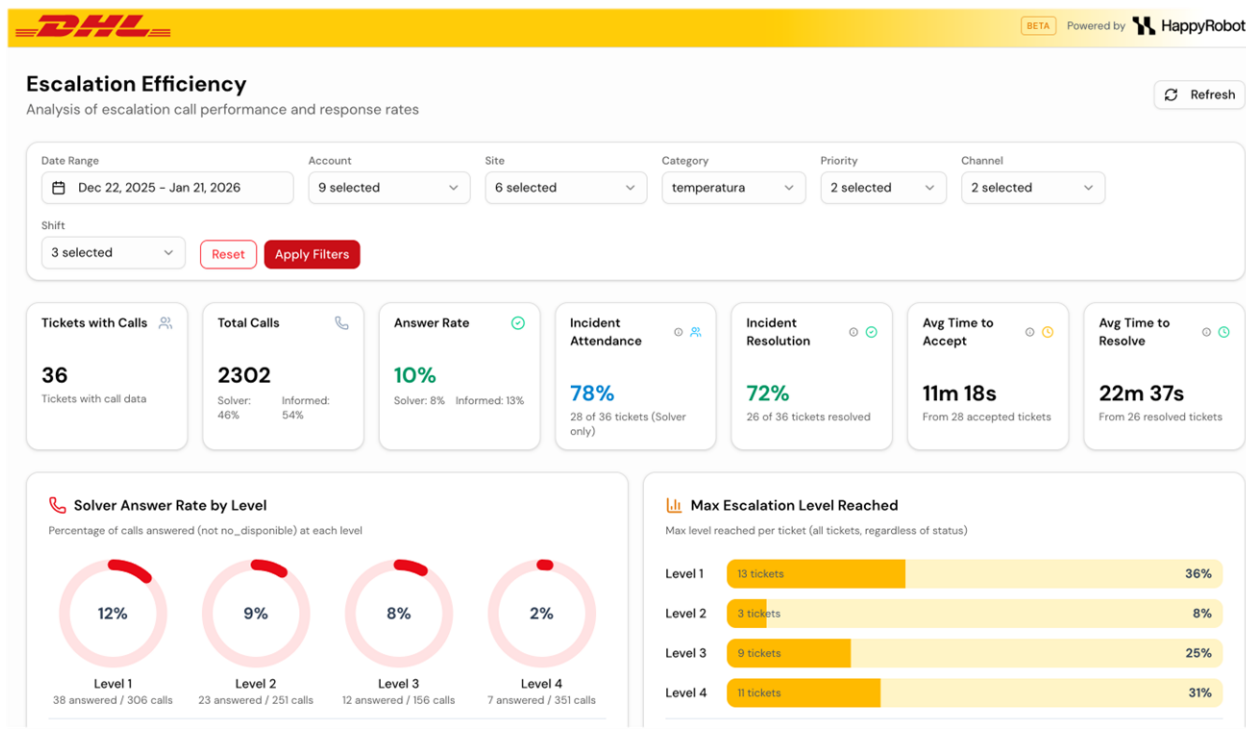 DHL
BETA Powered by HappyRobot
Escalation Efficiency
Analysis of escalation call performance and response rates
Refresh
Date Range
Dec 22, 2025 - Jan 21, 2026
Account
9 selected
Site
6 selected
Category
temperatura
Priority
2 selected
Channel
2 selected
Shift
3 selected
Reset
Apply Filters
Tickets with Calls
36
Tickets with call data
Total Calls
2302
Solver: 46%
Informed: 54%
Answer Rate
10%
Solver: 8% Informed: 13%
Incident
Attendance
78%
28 of 36 tickets (Solver
only)
Incident
Resolution
72%
26 of 36 tickets resolved
Avg Time to
Accept
11m 18s
From 28 accepted tickets
Avg Time to
Resolve
22m 37s
From 26 resolved tickets
Solver Answer Rate by Level
Percentage of calls answered (not no_disponible) at each level
12%
Level 1
38 answered / 306 calls
9%
Level 2
23 answered / 251 calls
8%
Level 3
12 answered / 156 calls
2%
Level 4
7 answered / 351 calls
Max Escalation Level Reached
Max level reached per ticket (all tickets, regardless of status)
Level 1 13 tickets 36%
Level 2 3 tickets 8%
Level 3 9 tickets 25%
Level 4 11 tickets 31%